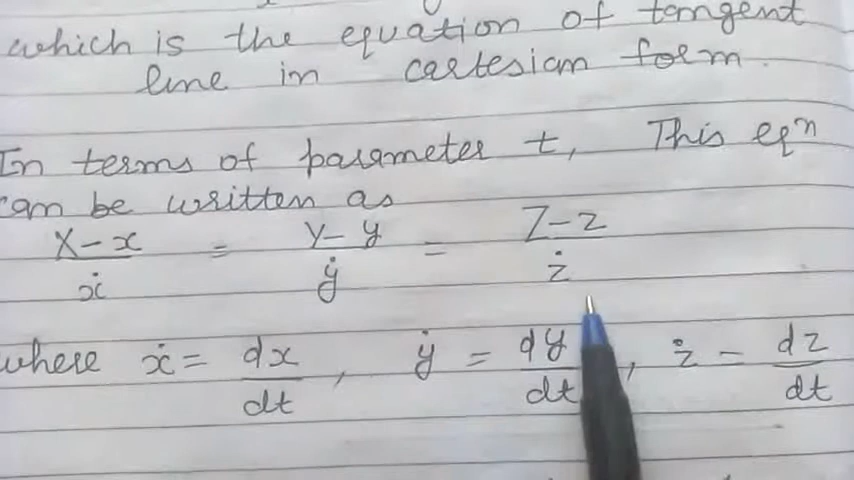 which is the equation of tangent
line in cartesian form.
In terms of parameter t, This eqⁿ
can be written as
X-x/ẋ = Y-y/ẏ = Z-z/ż
where ẋ = dx/dt, ẏ = dy/dt, ż = dz/dt